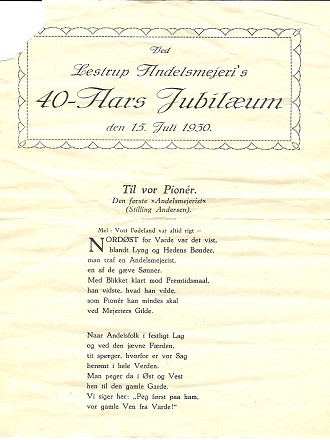 Ved
Lestrup Andelsmejeri's
40-Aars Jubilæum
den 15. Juli 1930.
Til vor Pionér.
Den første »Andelsmejerist«
(Stilling Andersen).
Mel: Vort Fødeland var altid rigt —
NORDØST for Varde var det vist,
blandt Lyng og Hedens Bønder,
man traf en Andelsmejerist,
en af de gæve Sønner.
Med Blikket klart mod Fremtidsmaal,
han vidste, hvad han vilde,
som Pionér han mindes skal
ved Mejeriets Gilde.
Naar Andelsfolk i festligt Lag
og ved den jævne Færden,
tit spørger, hvorfor er vor Sag
berømt i hele Verden.
Man peger da i Øst og Vest
hen til den gamle Garde.
Vi siger her: „Peg først paa ham,
vor gamle Ven fra Varde!"